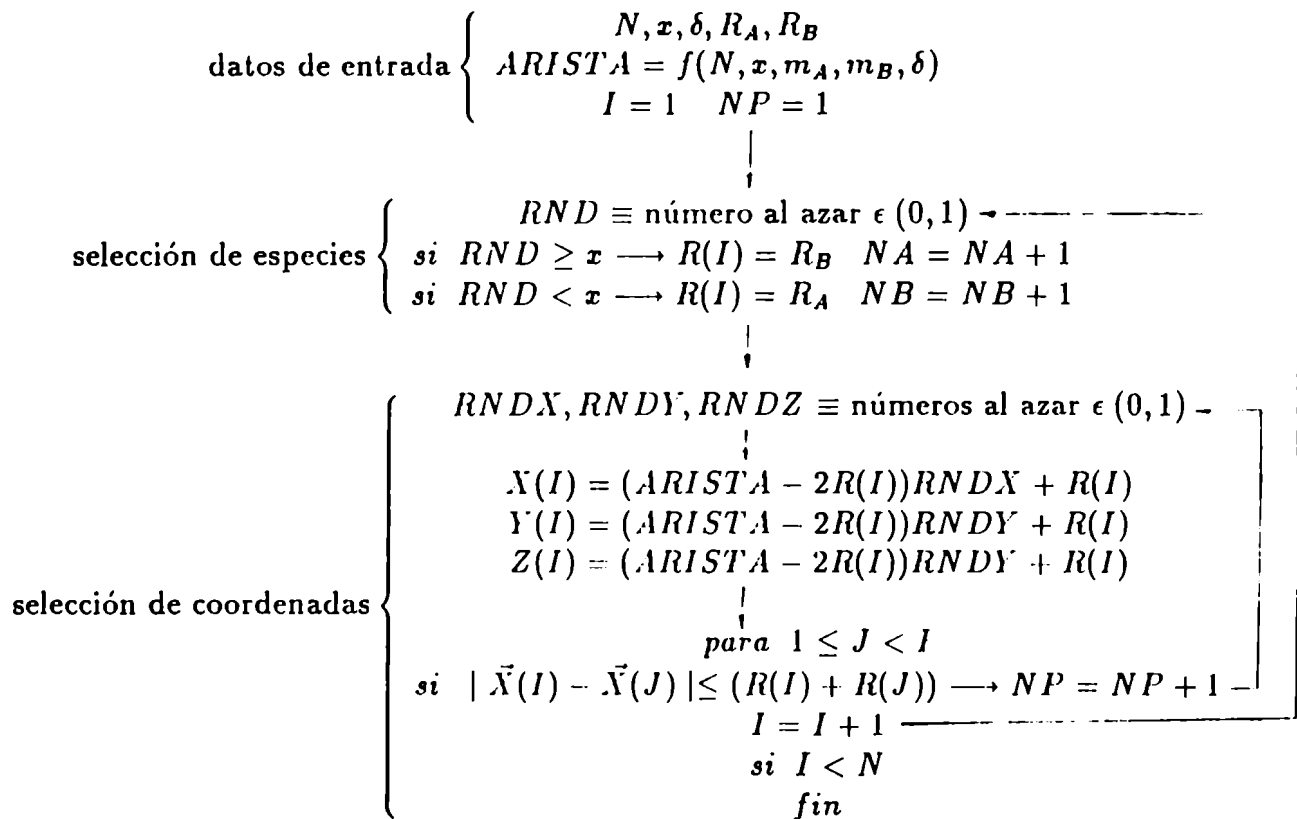 N, x, δ, R_A, R_B
datos de entrada { ARISTA = f(N, x, m_A, m_B, δ)
I = 1 NP = 1
RND ≡ número al azar ϵ (0, 1)
selección de especies { si RND ≥ x ⟶ R(I) = R_B NA = NA + 1
si RND < x ⟶ R(I) = R_A NB = NB + 1
RNDX, RNDY, RNDZ ≡ números al azar ϵ (0, 1)
X(I) = (ARISTA − 2R(I))RNDX + R(I)
Y(I) = (ARISTA − 2R(I))RNDY + R(I)
Z(I) = (ARISTA − 2R(I))RNDY + R(I)
selección de coordenadas {
para 1 ≤ J < I
si | X⃗(I) − X⃗(J) |≤ (R(I) + R(J)) ⟶ NP = NP + 1
I = I + 1
si I < N
fin